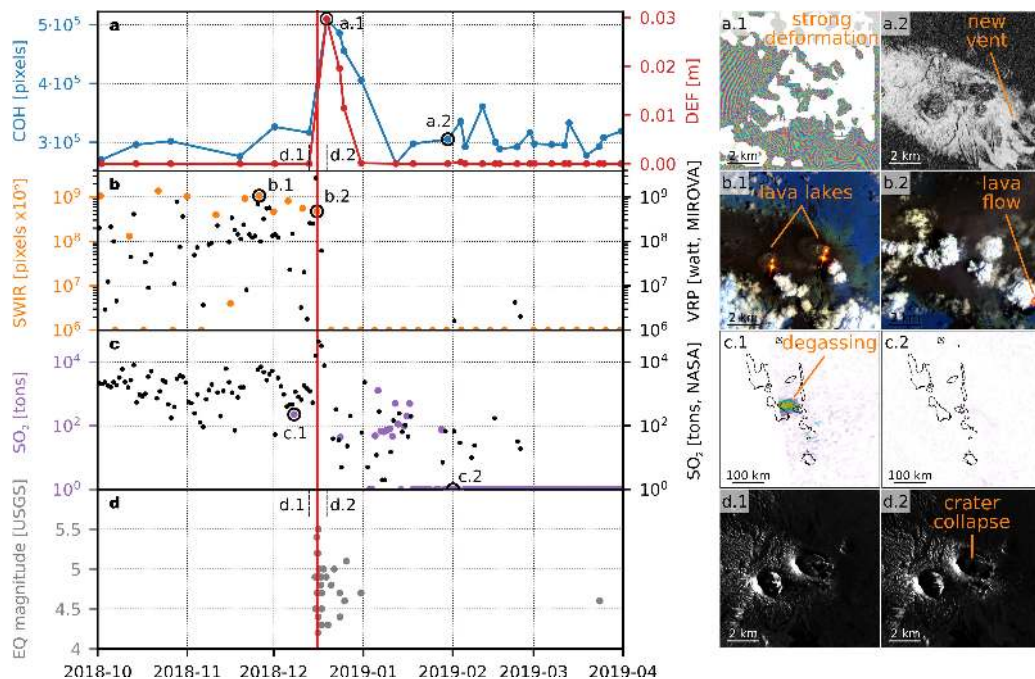 a
5·10⁵
4·10⁵
3·10⁵
COH [pixels]
a.1
a.2
d.1
d.2
0.03
0.02
0.01
0.00
DEF [m]
b
10⁹
10⁸
10⁷
10⁶
SWIR [pixels x10ⁿ]
b.1
b.2
10⁹
10⁸
10⁷
10⁶
VRP [watt, MIROVA]
c
10⁴
10²
10⁰
SO₂ [tons]
c.1
c.2
10⁴
10²
10⁰
SO₂ [tons, NASA]
d
d.1
d.2
5.5
5
4.5
4
EQ magnitude [USGS]
2018-10
2018-11
2018-12
2019-01
2019-02
2019-03
2019-04
a.1
strong
deformation
2 km
a.2
new
vent
2 km
b.1
lava lakes
2 km
b.2
lava
flow
2 km
c.1
degassing
100 km
c.2
100 km
d.1
2 km
d.2
crater
collapse
2 km